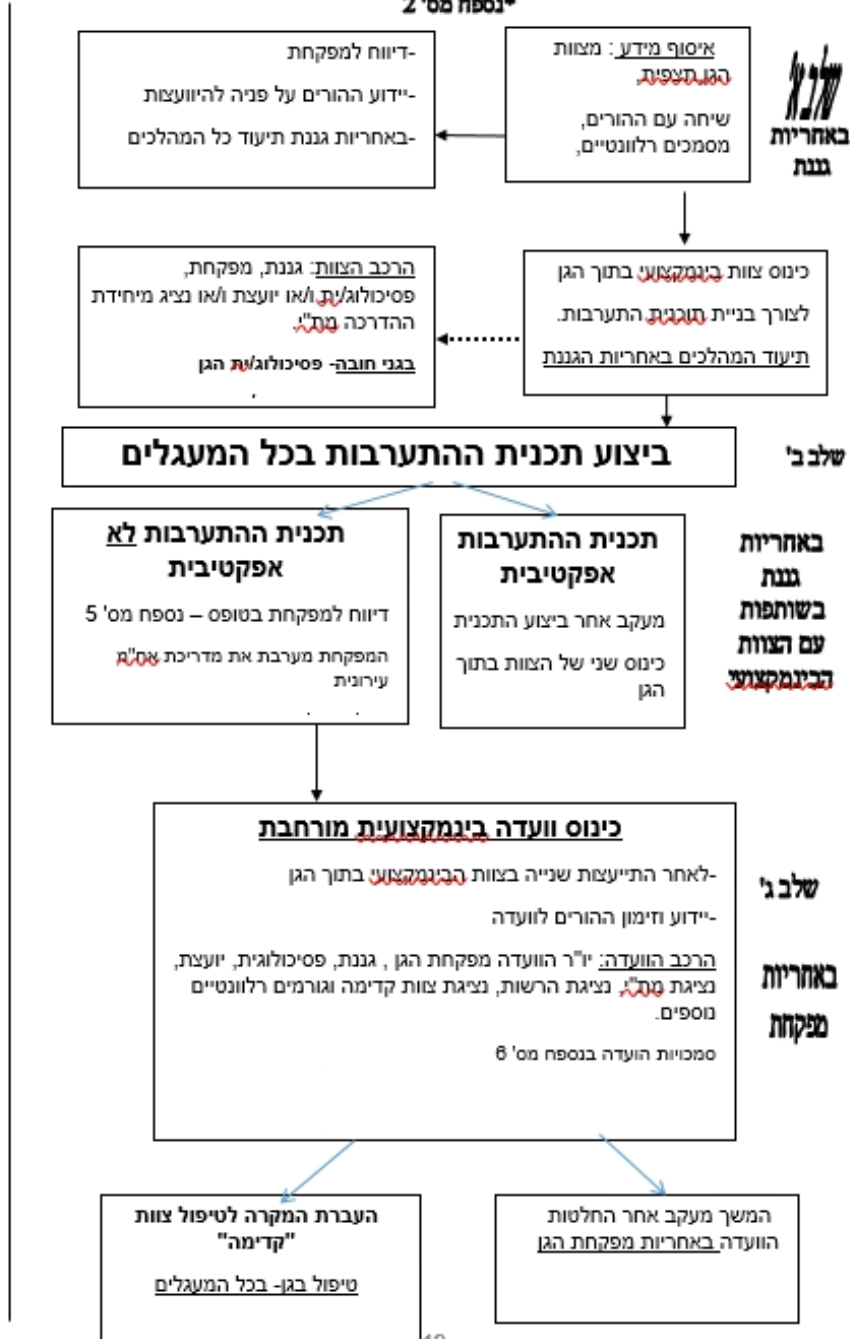 *נספח מס' 2
שלב א'
באחריות
גננת
איסוף מידע : מצוות
הגן,תצפית,
שיחה עם ההורים,
מסמכים רלוונטיים,
-דיווח למפקחת
-יידוע ההורים על פניה להיוועצות
-באחריות גננת תיעוד כל המהלכים
כינוס צוות בינמקצועי בתוך הגן
לצורך בניית תוכנית התערבות.
תיעוד המהלכים באחריות הגננת
הרכב הצוות: גננת, מפקחת,
פסיכולוג/ית ו/או יועצת ו/או נציג מיחידת
ההדרכה מת"י.
בגני חובה- פסיכולוג/ית הגן
שלב ב'
ביצוע תכנית ההתערבות בכל המעגלים
באחריות
גננת
בשותפות
עם הצוות
הבינמקצועי
תכנית ההתערבות
אפקטיבית
מעקב אחר ביצוע התכנית
כינוס שני של הצוות בתוך
הגן
תכנית ההתערבות לא
אפקטיבית
דיווח למפקחת בטופס – נספח מס' 5
המפקחת מערבת את מדריכת אח"מ
עירונית
שלב ג'
באחריות
מפקחת
כינוס וועדה בינמקצועית מורחבת
-לאחר התייעצות שנייה בצוות הבינמקצועי בתוך הגן
-יידוע וזימון ההורים לוועדה
הרכב הוועדה: יו"ר הוועדה מפקחת הגן , גננת, פסיכולוגית, יועצת,
נציגת מת"י, נציגת הרשות, נציגת צוות קדימה וגורמים רלוונטיים
נוספים.
סמכויות הועדה בנספח מס' 6
המשך מעקב אחר החלטות
הוועדה באחריות מפקחת הגן
העברת המקרה לטיפול צוות
"קדימה"
טיפול בגן- בכל המעגלים